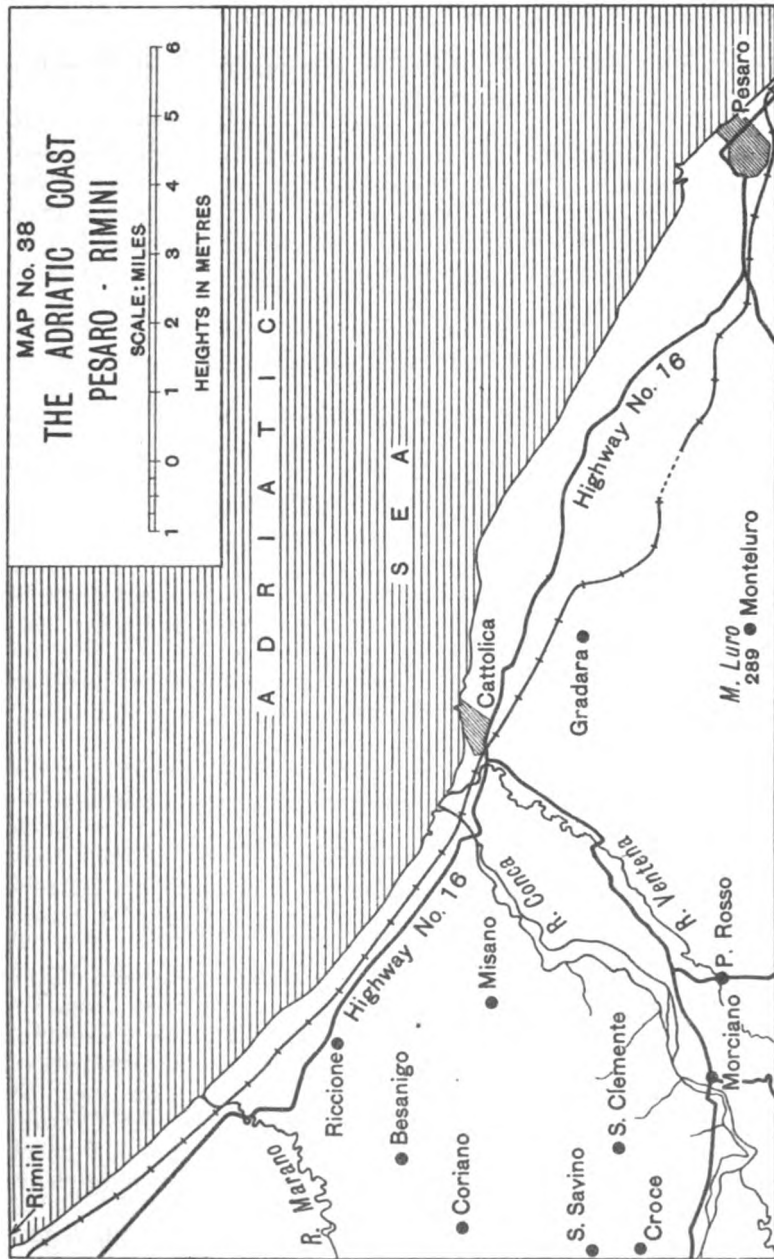 MAP No. 38
THE ADRIATIC COAST
PESARO - RIMINI
SCALE: MILES
1 0 1 2 3 4 5 6
HEIGHTS IN METRES
ADRIATIC
SEA
Rimini
R. Marano
Riccione
Highway No. 16
Besanigo
Coriano
Misano
R. Conca
Cattolica
Highway No. 16
Pesaro
Gradara
R. Ventena
S. Savino
S. Clemente
Croce
Morciano
P. Rosso
M. Luro
289
Monteluro